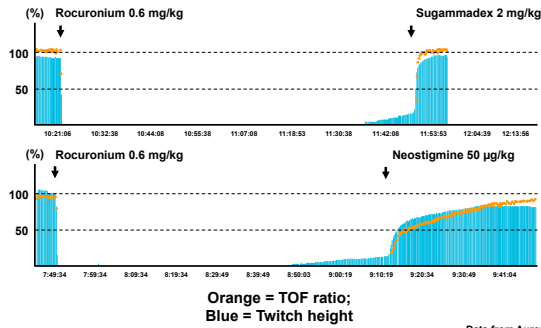 (%) Rocuronium 0.6 mg/kg Sugammadex 2 mg/kg
100
50
10:21:06 10:32:38 10:44:08 10:55:38 11:07:08 11:18:53 11:30:38 11:42:08 11:53:53 12:04:39 12:13:56
(%) Rocuronium 0.6 mg/kg Neostigmine 50 µg/kg
100
50
7:49:34 7:59:34 8:09:34 8:19:34 8:29:49 8:39:49 8:50:03 9:00:19 9:10:19 9:20:34 9:30:49 9:41:04
Orange = TOF ratio;
Blue = Twitch height
Data from